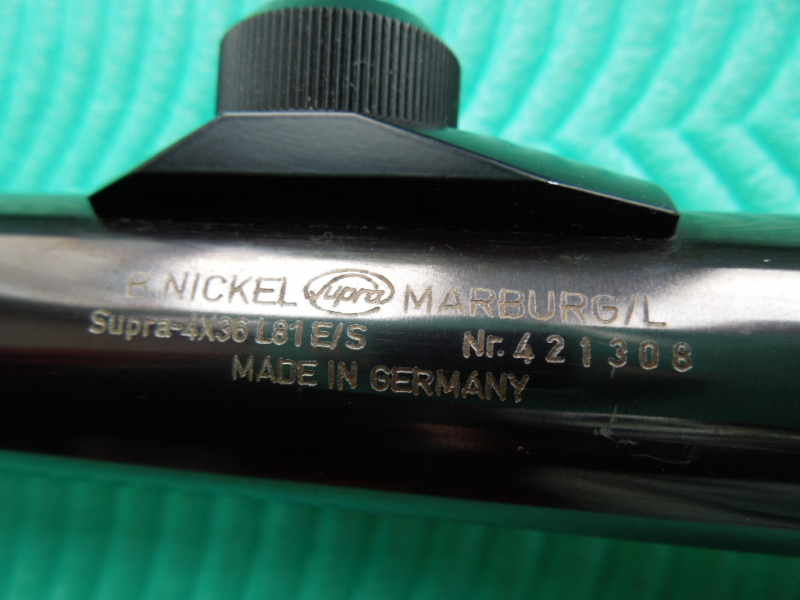 B. NICKEL Supra MARBURG/L
Supra-4X36 L81 E/S Nr. 421308
MADE IN GERMANY